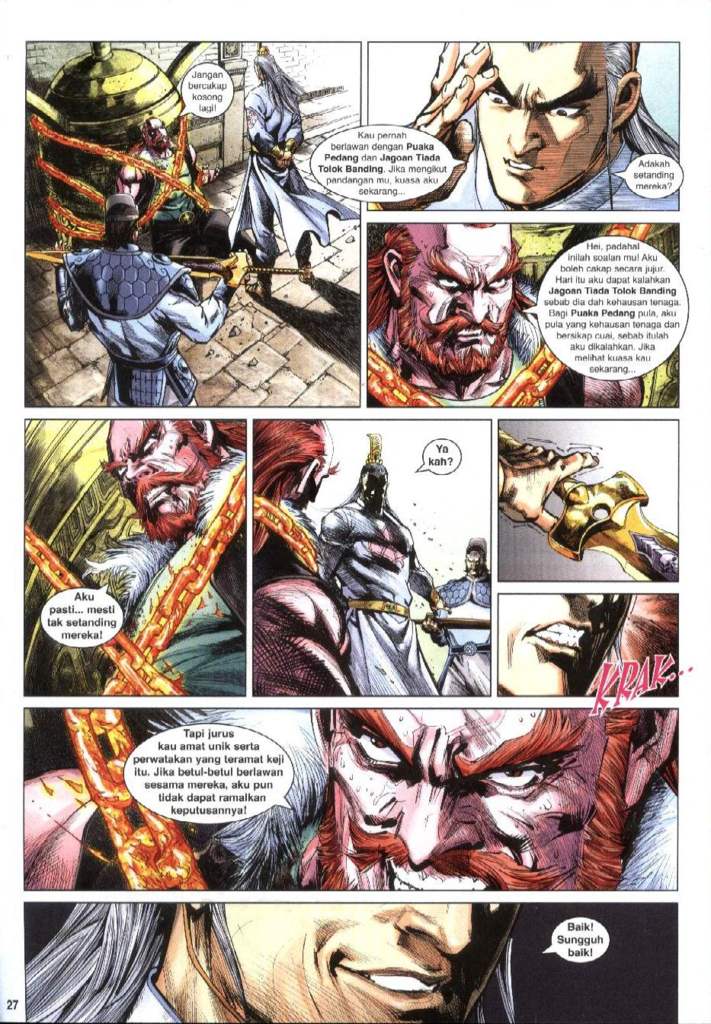 Jangan
bercakap
kosong
lagi!
Kau pernah
berlawan dengan Puaka
Pedang dan Jagoan Tiada
Tolok Banding. Jika mengikut
pandangan mu, kuasa aku
sekarang...
Adakah
setanding
mereka?
Hei, padahal
inilah soalan mu! Aku
boleh cakap secara jujur.
Hari itu aku dapat kalahkan
Jagoan Tiada Tolok Banding
sebab dia dah kehausan tenaga.
Bagi Puaka Pedang pula, aku
pula yang kehausan tenaga dan
bersikap cuai, sebab itulah
aku dikalahkan. Jika
melihat kuasa kau
sekarang...
Aku
pasti... mesti
tak setanding
mereka!
Ya
kah?
KRAK...
Tapi jurus
kau amat unik serta
perwatakan yang teramat keji
itu. Jika betul-betul berlawan
sesama mereka, aku pun
tidak dapat ramalkan
keputusannya!
Baik!
Sungguh
baik!
27